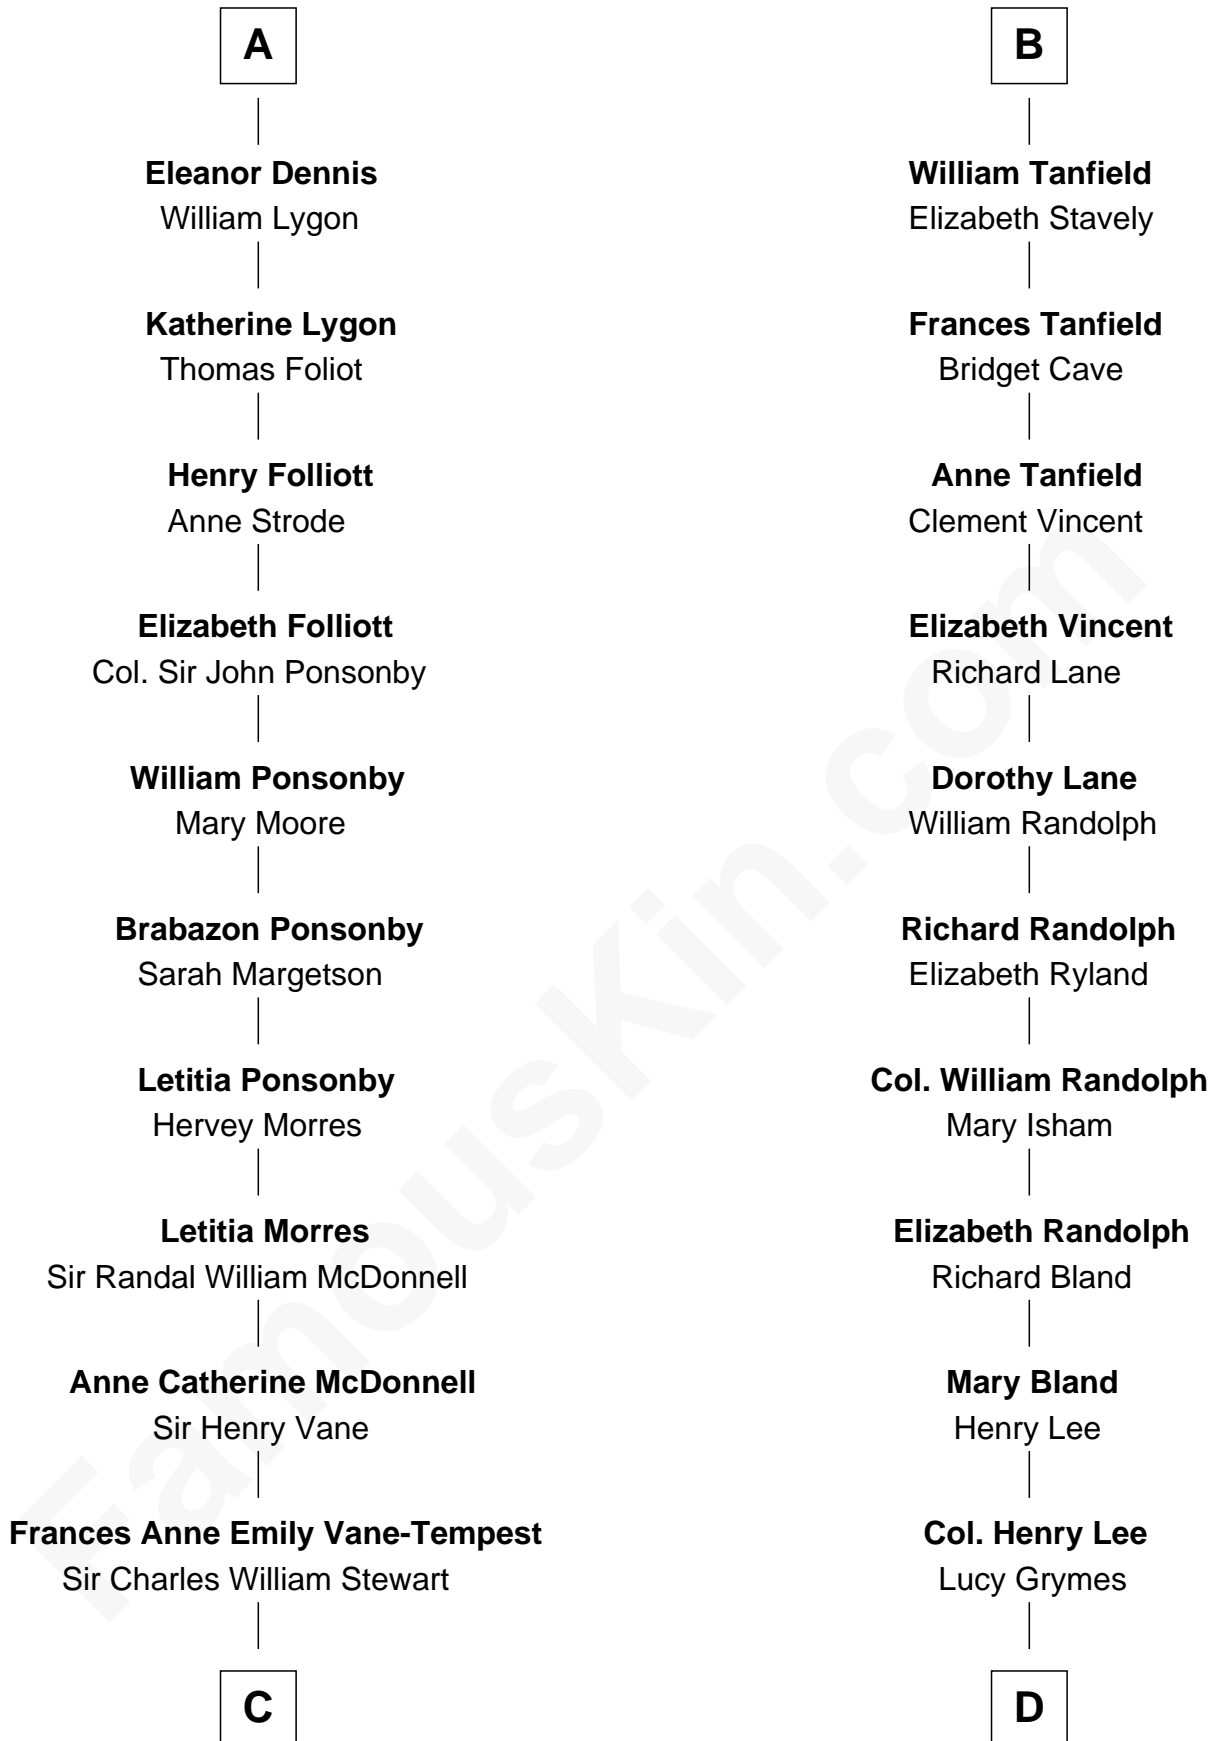 A
Eleanor Dennis
William Lygon
Katherine Lygon
Thomas Foliot
Henry Folliott
Anne Strode
Elizabeth Folliott
Col. Sir John Ponsonby
William Ponsonby
Mary Moore
Brabazon Ponsonby
Sarah Margetson
Letitia Ponsonby
Hervey Morres
Letitia Morres
Sir Randal William McDonnell
Anne Catherine McDonnell
Sir Henry Vane
Frances Anne Emily Vane-Tempest
Sir Charles William Stewart
C
B
William Tanfield
Elizabeth Stavely
Frances Tanfield
Bridget Cave
Anne Tanfield
Clement Vincent
Elizabeth Vincent
Richard Lane
Dorothy Lane
William Randolph
Richard Randolph
Elizabeth Ryland
Col. William Randolph
Mary Isham
Elizabeth Randolph
Richard Bland
Mary Bland
Henry Lee
Col. Henry Lee
Lucy Grymes
D
FamousKin.com